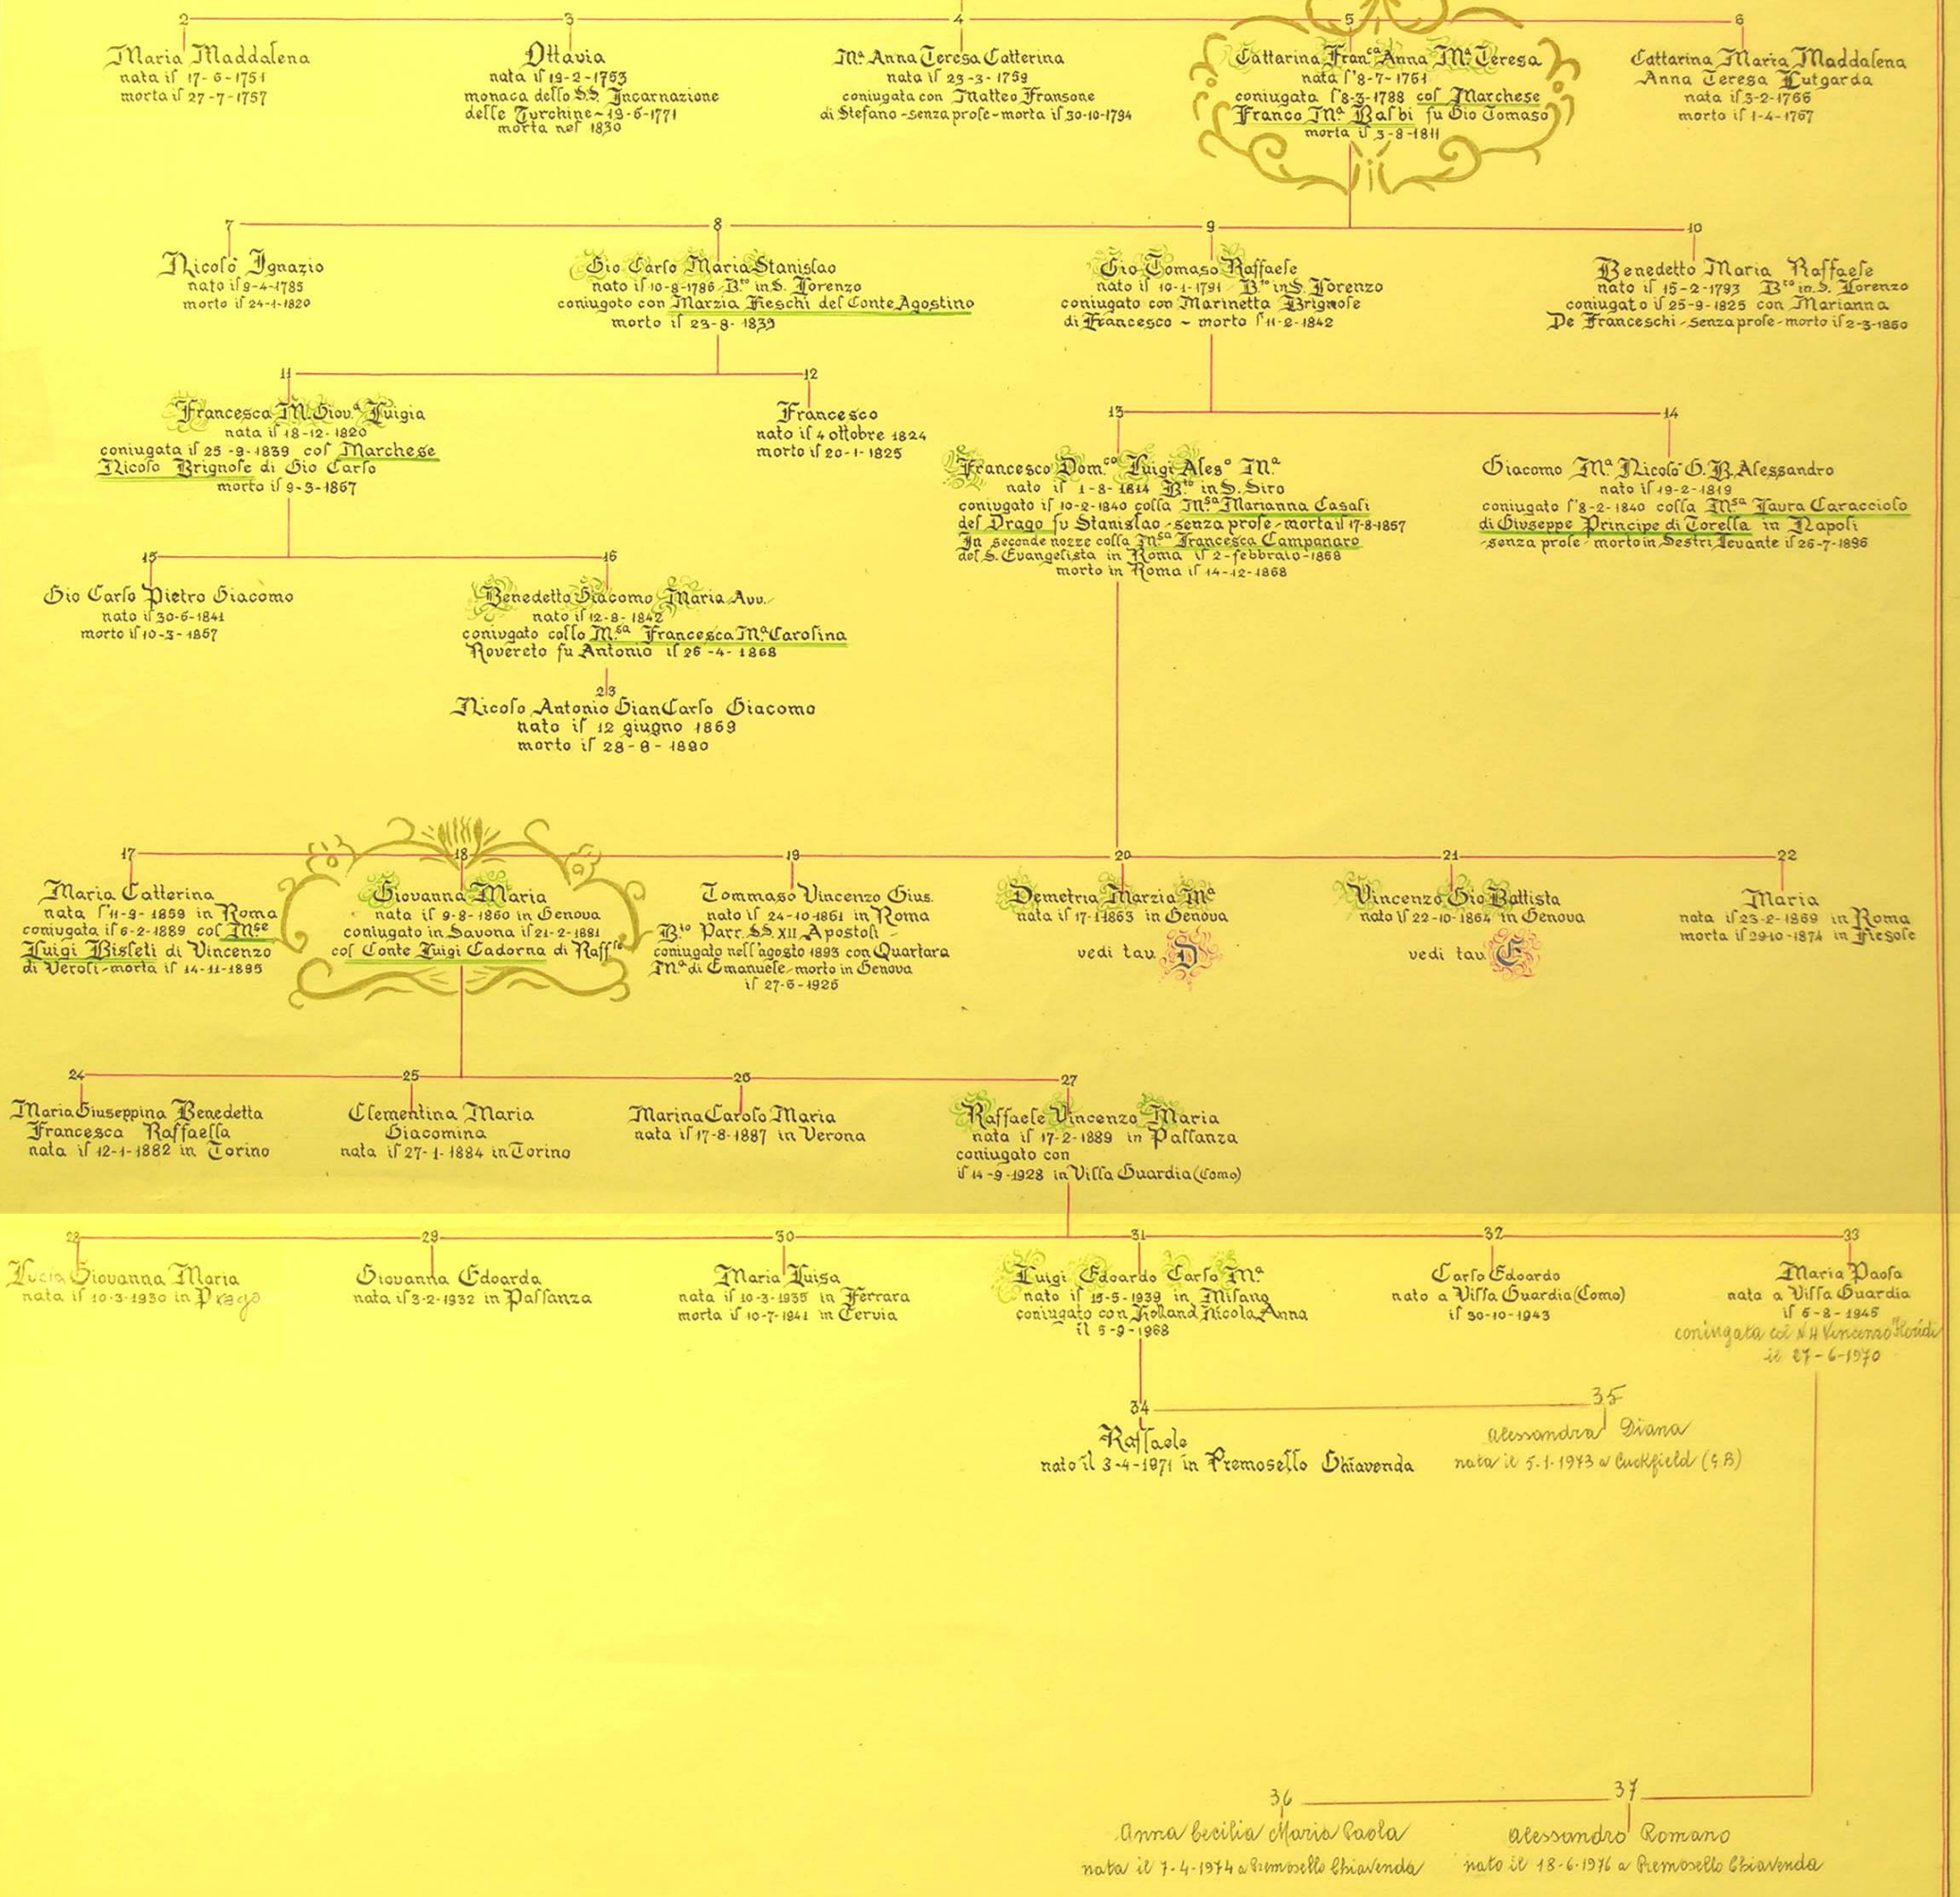 2
Maria Maddalena
nata il 17-6-1751
morta il 27-7-1757
3
Ottavia
nata il 19-2-1753
monaca dello S.S. Incarnazione
delle Turchine - 19-6-1771
morta nel 1830
4
Mª Anna Teresa Catterina
nata il 23-3-1759
coniugata con Matteo Fransone
di Stefano - senza prole - morta il 30-10-1794
5
Cattarina Fran.ca Anna Mª Teresa
nata l'8-7-1761
coniugata l'8-3-1788 col Marchese
Franco Mª Balbi fu Gio Tomaso
morta il 3-8-1811
6
Cattarina Maria Maddalena
Anna Teresa Lutgarda
nata il 3-2-1766
morto il 1-4-1767
7
Nicolò Ignazio
nato il 9-4-1785
morto il 24-1-1820
8
Gio Carlo Maria Stanislao
nato il 10-8-1786 B.to in S. Lorenzo
coniugoto con Marzia Fieschi del Conte Agostino
morto il 23-8-1839
9
Gio Tomaso Raffaele
nato il 10-1-1791 B.to in S. Lorenzo
coniugato con Marinetta Brignole
di Francesco - morto l'11-2-1842
10
Benedetto Maria Raffaele
nato il 15-2-1793 B.to in S. Lorenzo
coniugato il 25-9-1825 con Marianna
De Franceschi - senza prole - morto il 2-3-1850
11
Francesca M. Giov.a Luigia
nata il 18-12-1820
coniugata il 25-9-1839 col Marchese
Nicolo Brignole di Gio Carlo
morto il 9-3-1867
12
Francesco
nato il 4 ottobre 1824
morto il 20-1-1825
13
Francesco Dom.co Luigi Ales° Mª
nato il 1-8-1814 B.to in S. Siro
coniugato il 10-2-1840 colla M.sa Marianna Casali
del Drago fu Stanislao - senza prole - morta il 17-8-1857
In seconde nozze colla M.sa Francesca Campanaro
del S. Evangelista in Roma il 2-febbraio-1858
morto in Roma il 14-12-1868
14
Giacomo Mª Nicolò G.B. Alessandro
nato il 19-2-1819
coniugato l'8-2-1840 colla M.sa Laura Caracciolo
di Giuseppe Principe di Torella in Napoli
- senza prole - morto in Sestri Levante il 26-7-1896
15
Gio Carlo Pietro Giacomo
nato il 30-6-1841
morto il 10-3-1867
16
Benedetto Giacomo Maria Avv.
nato il 12-8-1842
coniugato collo M.sa Francesca Mª Carolina
Rovereto fu Antonio il 26-4-1868
23
Nicolo Antonio GianCarlo Giacomo
nato il 12 giugno 1869
morto il 28-8-1890
17
Maria Catterina
nata l'11-9-1859 in Roma
coniugata il 6-2-1889 col M.se
Luigi Bisleti di Vincenzo
di Veroli - morta il 14-11-1895
18
Giovanna Maria
nata il 9-8-1860 in Genova
coniugato in Savona il 21-2-1881
col Conte Luigi Cadorna di Raff.le
19
Tommaso Vincenzo Gius.
nato il 24-10-1861 in Roma
B.to Parr. SS. XII Apostoli -
coniugato nell'agosto 1893 con Quartara
Mª di Emanuele - morto in Genova
il 27-6-1926
20
Demetria Marzia Mª
nata il 17-1 1863 in Genova
vedi tav. D
21
Vincenzo Gio Battista
nato il 22-10-1864 in Genova
vedi tav. E
22
Maria
nata il 23-2-1869 in Roma
morta il 29 10-1874 in Fiesole
24
Maria Giuseppina Benedetta
Francesca Raffaella
nata il 12-1-1882 in Torino
25
Clementina Maria
Giacomina
nata il 27-1-1884 in Torino
26
Marina Carolo Maria
nata il 17-8-1887 in Verona
27
Raffaele Vincenzo Maria
nata il 17-2-1889 in Pallanza
coniugato con
il 14-9-1928 in Villa Guardia (Como)
28
Lucia Giovanna Maria
nata il 10-3-1930 in Praga
29
Giovanna Edoarda
nata il 3-2-1932 in Pallanza
30
Maria Luisa
nata il 10-3-1935 in Ferrara
morta il 10-7-1941 in Cervia
31
Luigi Edoardo Carlo Mª
nato il 15-5-1939 in Milano
coniugato con Holland Nicola Anna
il 5-9-1968
32
Carlo Edoardo
nato a Villa Guardia (Como)
il 30-10-1943
33
Maria Paola
nata a Villa Guardia
il 6-8-1945
coniugata col N H Vincenzo Floridi
il 27-6-1970
34
Raffaele
nato il 3-4-1971 in Premosello Chiavenda
35
Alessandra Diana
nata il 5-1-1973 a Cuckfield (G.B)
36
Anna Cecilia Maria Paola
nata il 7-4-1974 a Premosello Chiavenda
37
Alessandro Romano
nato il 18-6-1976 a Premosello Chiavenda